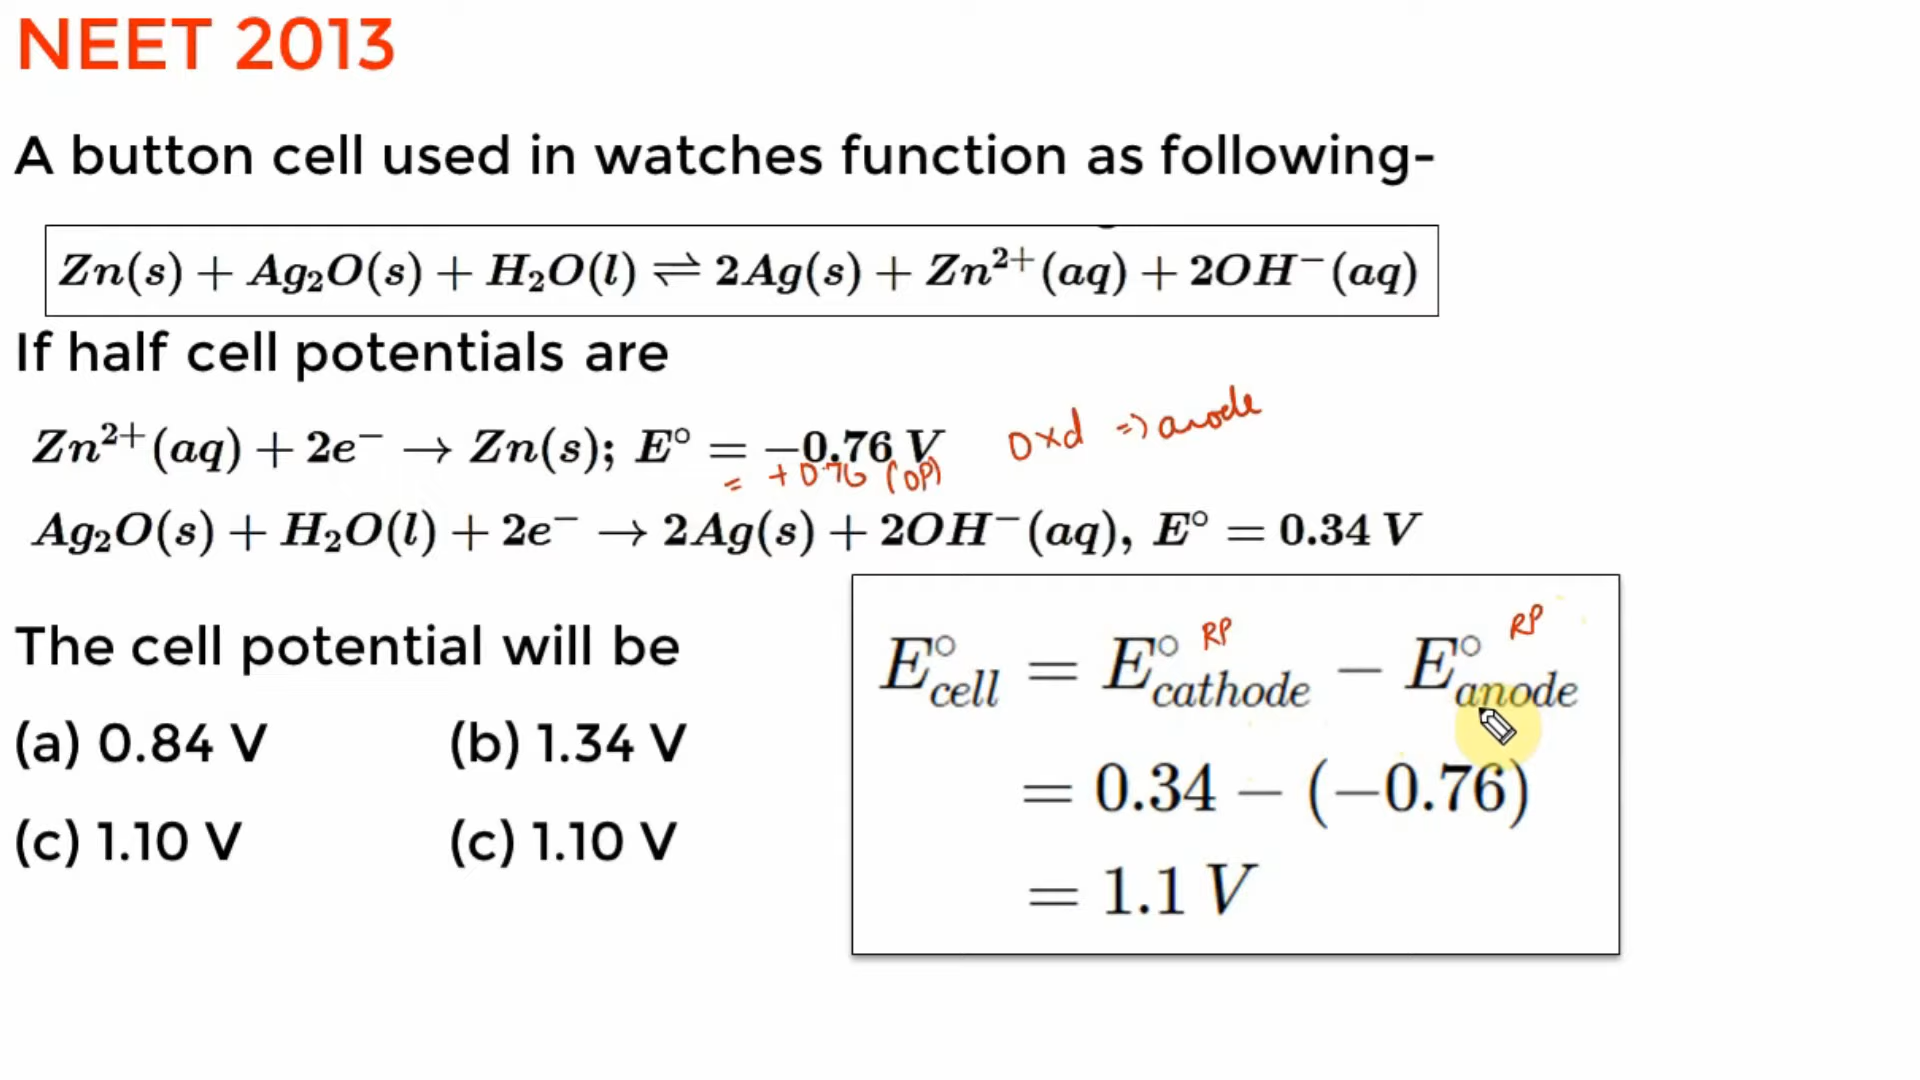 NEET 2013
A button cell used in watches function as following-
Zn(s) + Ag₂O(s) + H₂O(l) ⇌ 2Ag(s) + Zn²⁺(aq) + 2OH⁻(aq)
If half cell potentials are
Zn²⁺(aq) + 2e⁻ → Zn(s); E° = −0.76 V oxd ⇒ anode
= +0.76 (OP)
Ag₂O(s) + H₂O(l) + 2e⁻ → 2Ag(s) + 2OH⁻(aq), E° = 0.34 V
The cell potential will be
(a) 0.84 V (b) 1.34 V
(c) 1.10 V (c) 1.10 V
RP RP
E°cell = E°cathode − E°anode
= 0.34 − (−0.76)
= 1.1 V